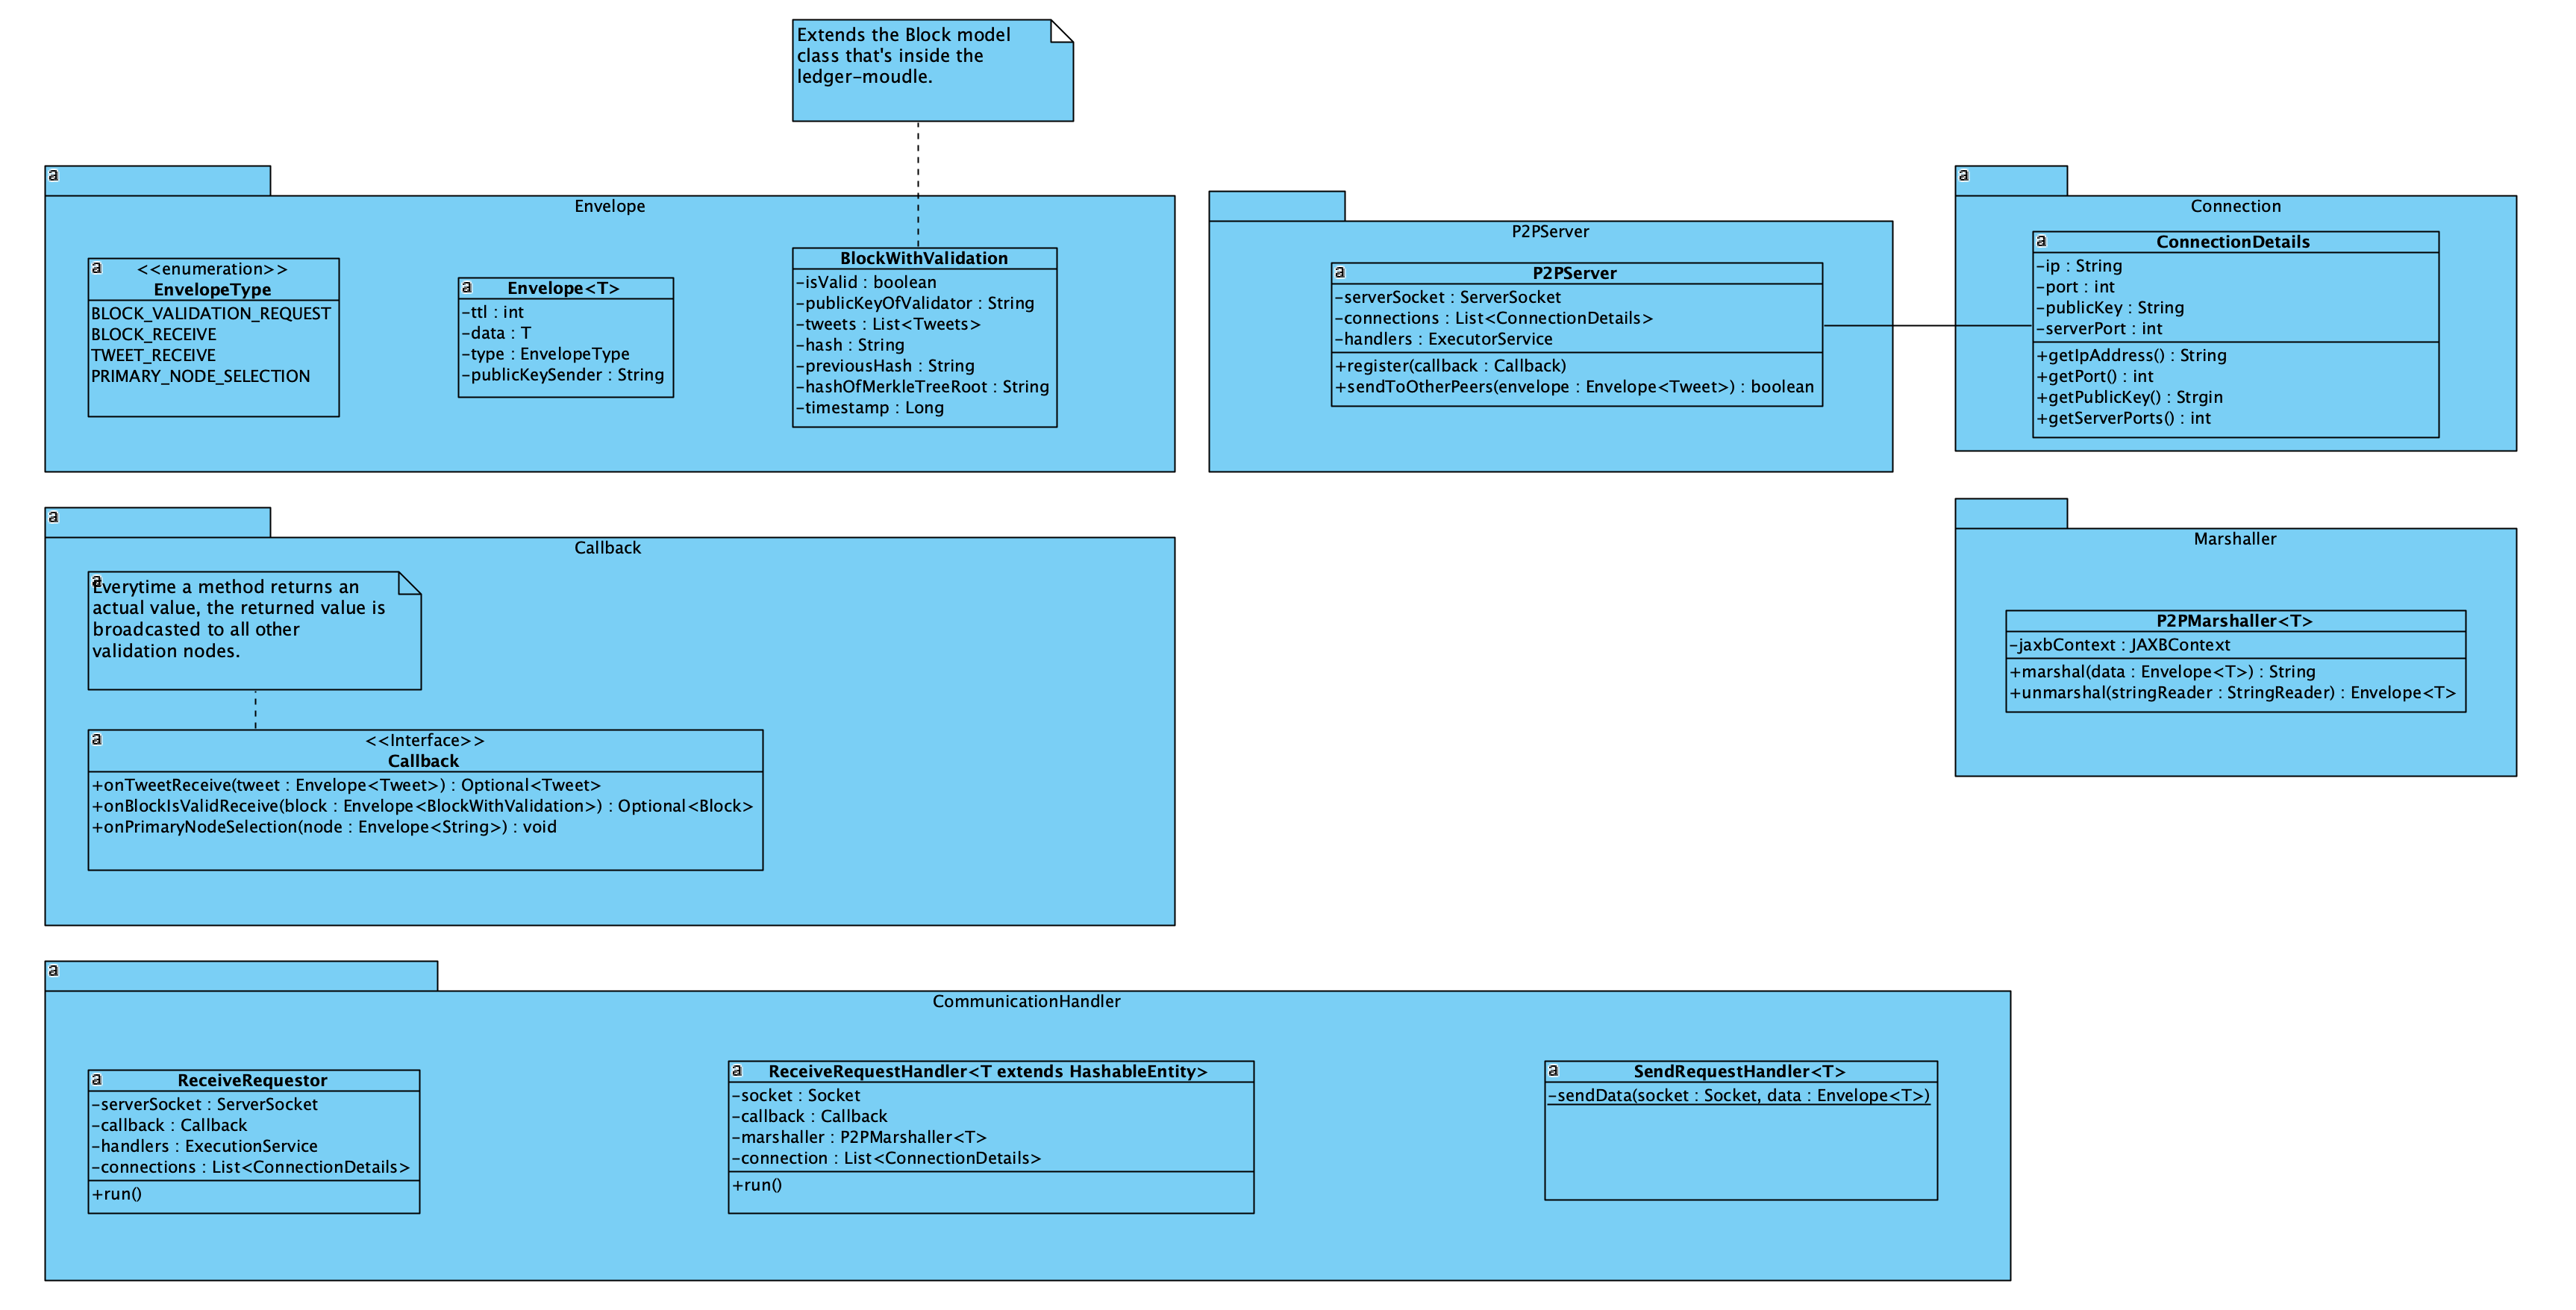 Extends the Block model
class that's inside the
ledger-moudle.
a
Envelope
a
<<enumeration>>
EnvelopeType
BLOCK_VALIDATION_REQUEST
BLOCK_RECEIVE
TWEET_RECEIVE
PRIMARY_NODE_SELECTION
a
Envelope<T>
-ttl : int
-data : T
-type : EnvelopeType
-publicKeySender : String
BlockWithValidation
-isValid : boolean
-publicKeyOfValidator : String
-tweets : List<Tweets>
-hash : String
-previousHash : String
-hashOfMerkleTreeRoot : String
-timestamp : Long
P2PServer
a
P2PServer
-serverSocket : ServerSocket
-connections : List<ConnectionDetails>
-handlers : ExecutorService
+register(callback : Callback)
+sendToOtherPeers(envelope : Envelope<Tweet>) : boolean
a
Connection
a
ConnectionDetails
-ip : String
-port : int
-publicKey : String
-serverPort : int
+getIpAddress() : String
+getPort() : int
+getPublicKey() : Strgin
+getServerPorts() : int
a
Callback
a
Everytime a method returns an
actual value, the returned value is
broadcasted to all other
validation nodes.
a
<<Interface>>
Callback
+onTweetReceive(tweet : Envelope<Tweet>) : Optional<Tweet>
+onBlockIsValidReceive(block : Envelope<BlockWithValidation>) : Optional<Block>
+onPrimaryNodeSelection(node : Envelope<String>) : void
Marshaller
P2PMarshaller<T>
-jaxbContext : JAXBContext
+marshal(data : Envelope<T>) : String
+unmarshal(stringReader : StringReader) : Envelope<T>
a
CommunicationHandler
a
ReceiveRequestor
-serverSocket : ServerSocket
-callback : Callback
-handlers : ExecutionService
-connections : List<ConnectionDetails>
+run()
a
ReceiveRequestHandler<T extends HashableEntity>
-socket : Socket
-callback : Callback
-marshaller : P2PMarshaller<T>
-connection : List<ConnectionDetails>
+run()
a
SendRequestHandler<T>
-sendData(socket : Socket, data : Envelope<T>)